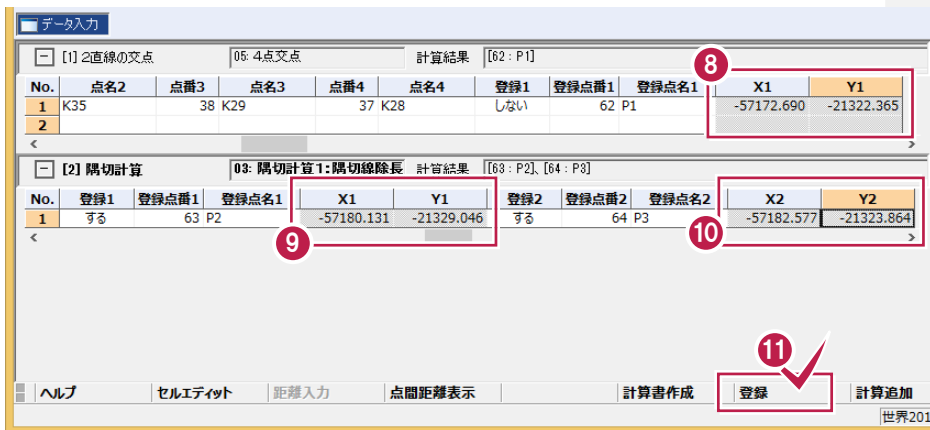 データ入力
[1] 2直線の交点 05: 4点交点 計算結果 [62 : P1]
8
No. 点名2 点番3 点名3 点番4 点名4 登録1 登録点番1 登録点名1 X1 Y1
1 K35 38 K29 37 K28 しない 62 P1 -57172.690 -21322.365
2
[2] 隅切計算 03: 隅切計算1:隅切線除長 計算結果 [63 : P2]、[64 : P3]
No. 登録1 登録点番1 登録点名1 X1 Y1 登録2 登録点番2 登録点名2 X2 Y2
1 する 63 P2 -57180.131 -21329.046 する 64 P3 -57182.577 -21323.864
9 10
11
ヘルプ セルエディット 距離入力 点間距離表示 計算書作成 登録 計算追加
世界201